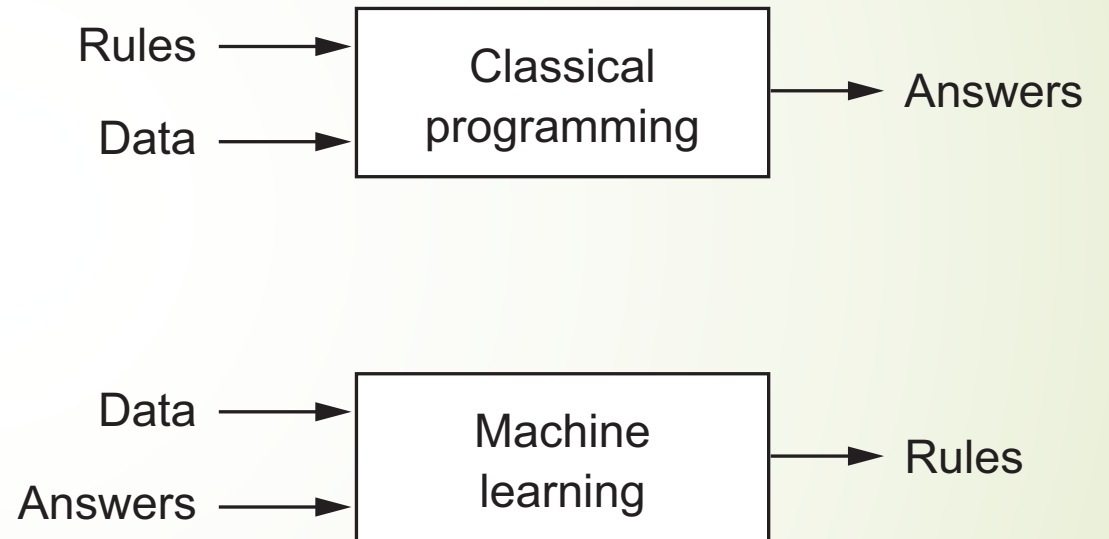 Rules
Data
Classical
programming
Answers
Data
Answers
Machine
learning
Rules